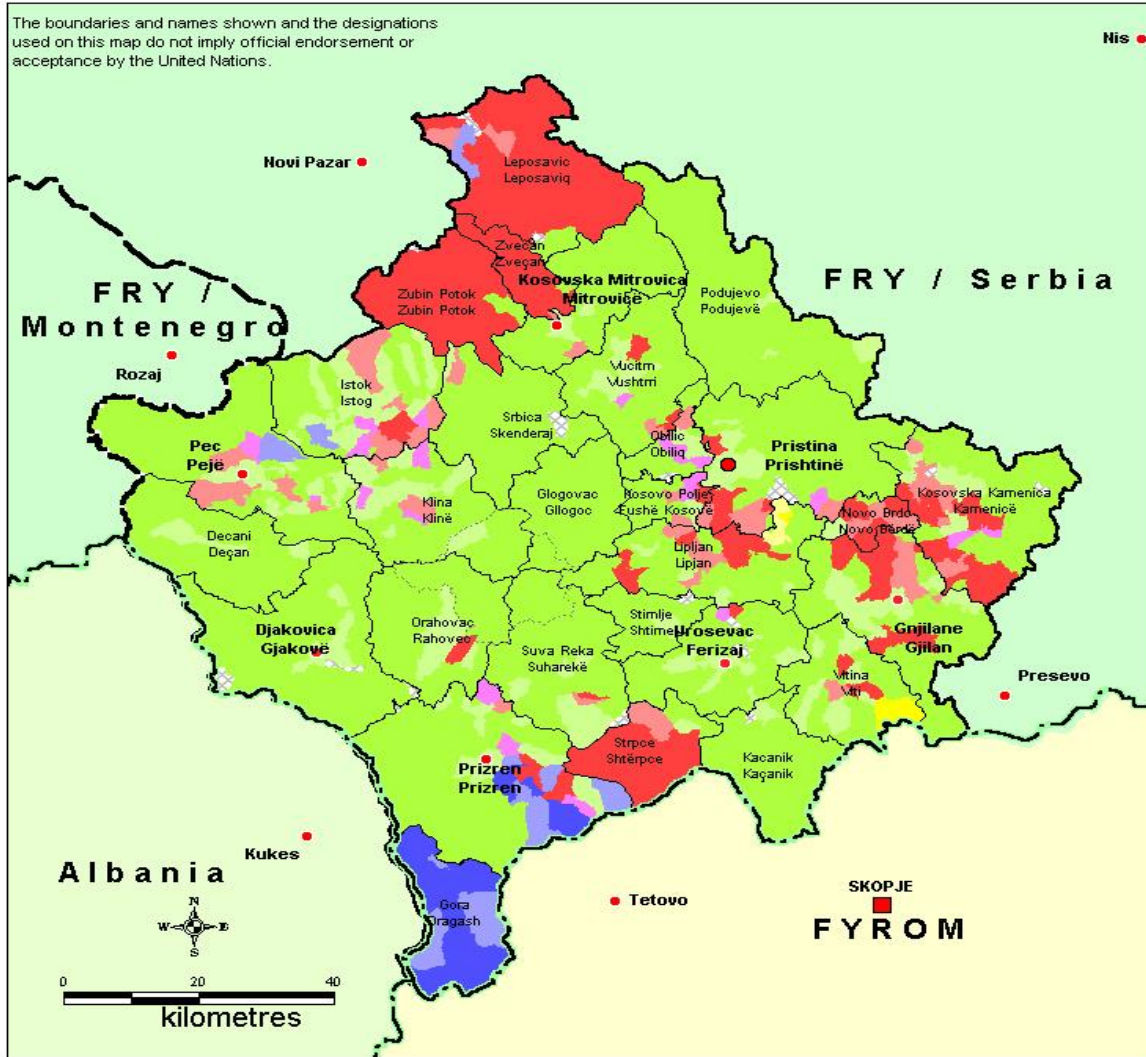 The boundaries and names shown and the designations
used on this map do not imply official endorsement or
acceptance by the United Nations.
Nis
Novi Pazar
Leposavic
Leposaviq
Zvecan
Zveçan
FRY / Serbia
Kosovska Mitrovica
Mitrovicë
FRY /
Montenegro
Zubin Potok
Zubin Potok
Podujevo
Podujevë
Rozaj
Vucitrn
Vushtrri
Istok
Istog
Srbica
Skenderaj
Obilic
Obiliq
Pristina
Prishtinë
Pec
Pejë
Klina
Klinë
Glogovac
Gllogoc
Kosovo Polje
Fushë Kosovë
Novo Brdo
Novo Bërdë
Kosovska Kamenica
Kamenicë
Decani
Deçan
Lipljan
Lipjan
Djakovica
Gjakovë
Orahovac
Rahovec
Stimlje
Shtime
Urosevac
Ferizaj
Gnjilane
Gjilan
Suva Reka
Suharekë
Vitina
Viti
Presevo
Strpce
Shtërpce
Kacanik
Kaçanik
Prizren
Prizren
Kukes
Albania
Gora
Dragash
Tetovo
SKOPJE
FYROM
N
W
E
S
0
20
40
kilometres